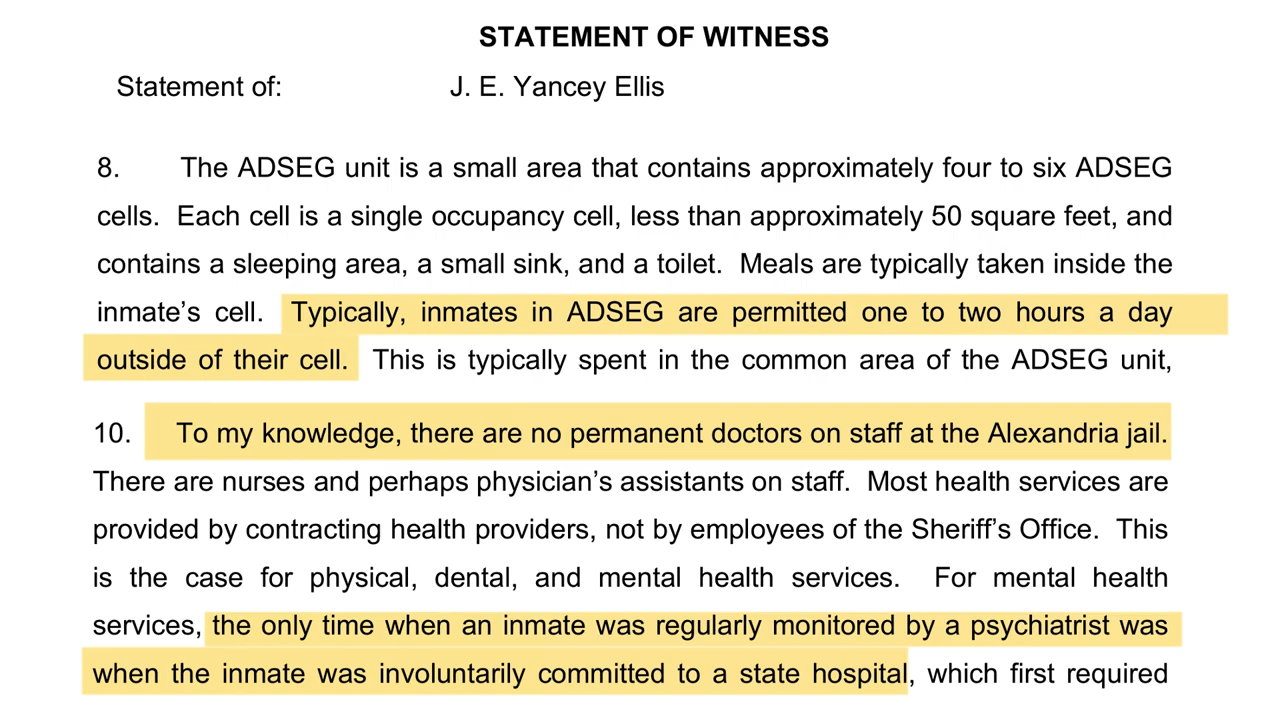 STATEMENT OF WITNESS
Statement of: J. E. Yancey Ellis
8. The ADSEG unit is a small area that contains approximately four to six ADSEG
cells. Each cell is a single occupancy cell, less than approximately 50 square feet, and
contains a sleeping area, a small sink, and a toilet. Meals are typically taken inside the
inmate’s cell. Typically, inmates in ADSEG are permitted one to two hours a day
outside of their cell. This is typically spent in the common area of the ADSEG unit,
10. To my knowledge, there are no permanent doctors on staff at the Alexandria jail.
There are nurses and perhaps physician’s assistants on staff. Most health services are
provided by contracting health providers, not by employees of the Sheriff’s Office. This
is the case for physical, dental, and mental health services. For mental health
services, the only time when an inmate was regularly monitored by a psychiatrist was
when the inmate was involuntarily committed to a state hospital, which first required